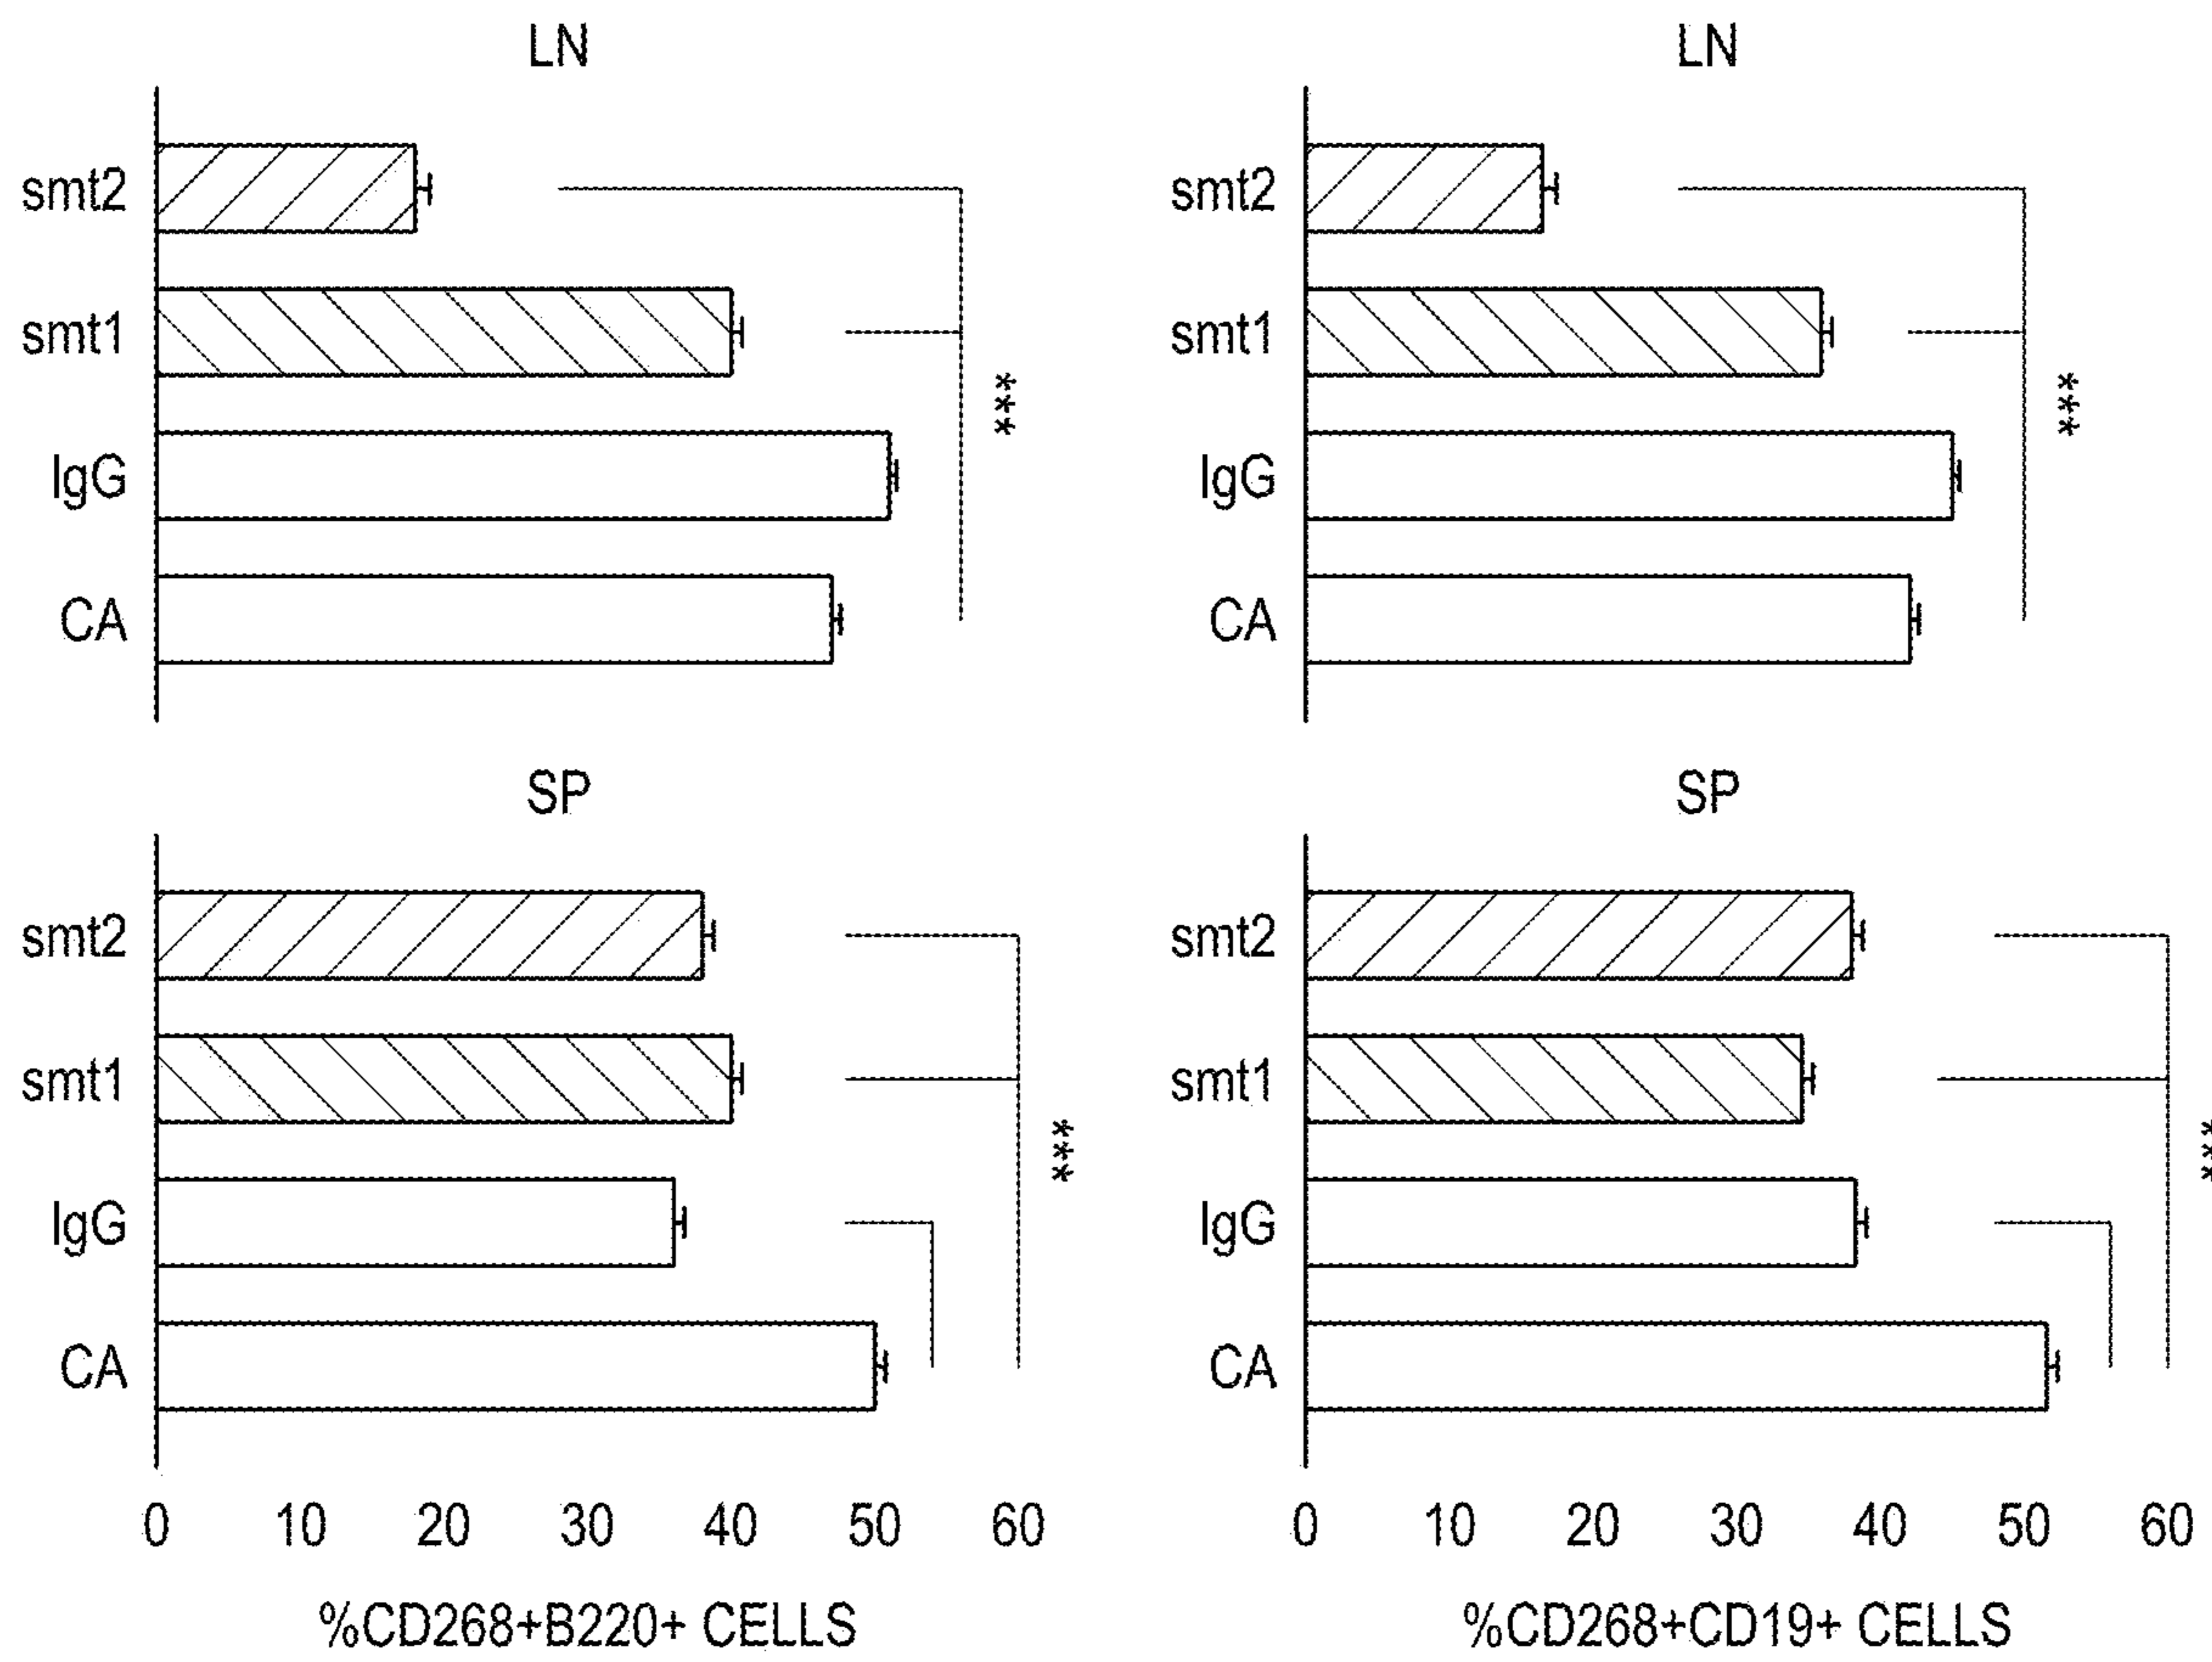 LN
smt2
smt1
IgG
CA
***
SP
smt2
smt1
IgG
CA
***
0 10 20 30 40 50 60
%CD268+B220+ CELLS
LN
smt2
smt1
IgG
CA
***
SP
smt2
smt1
IgG
CA
***
0 10 20 30 40 50 60
%CD268+CD19+ CELLS